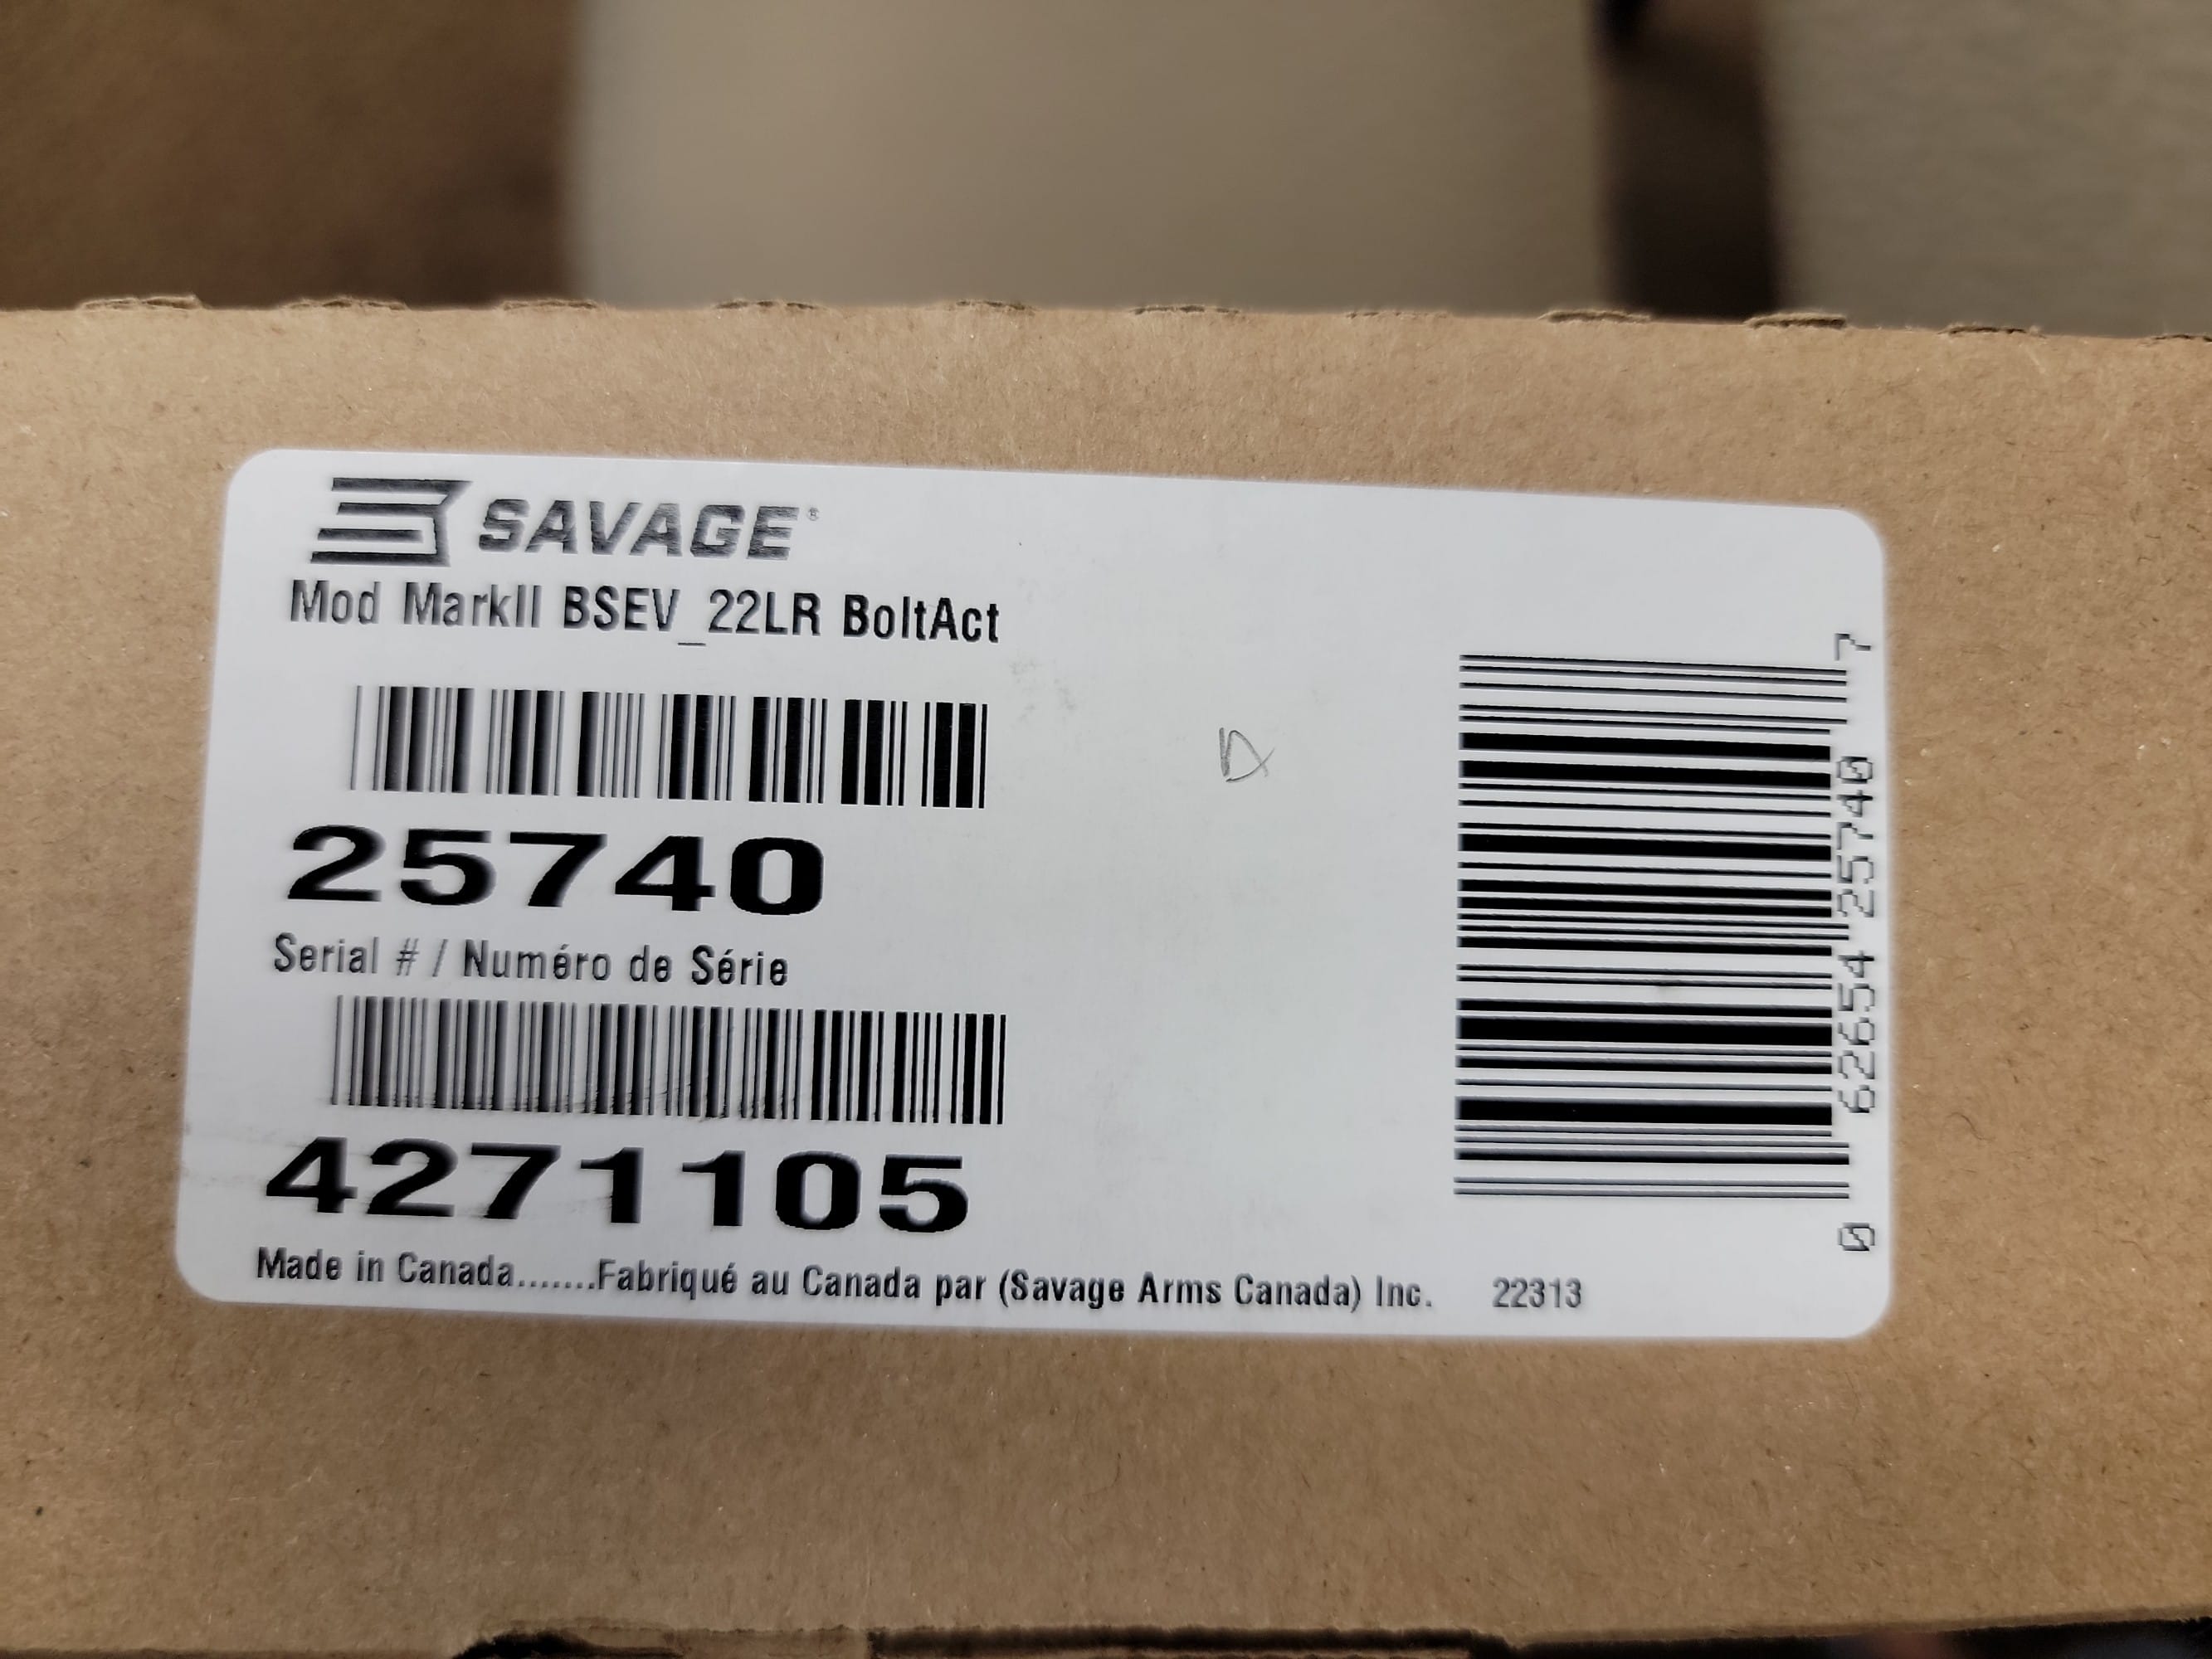 SAVAGE®
Mod MarkII BSEV_22LR BoltAct
25740
Serial # / Numéro de Série
4271105
Made in Canada.......Fabriqué au Canada par (Savage Arms Canada) Inc. 22313
0 62654 25740 7